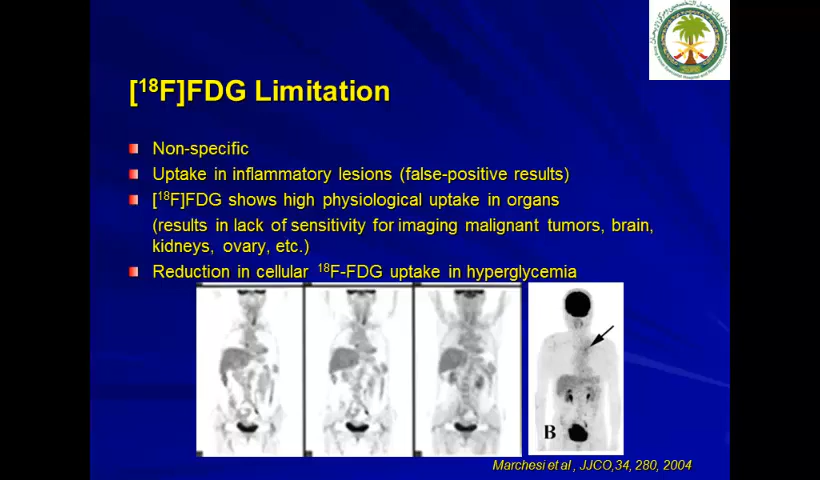 [18F]FDG Limitation
Non-specific
Uptake in inflammatory lesions (false-positive results)
[18F]FDG shows high physiological uptake in organs
(results in lack of sensitivity for imaging malignant tumors, brain,
kidneys, ovary, etc.)
Reduction in cellular 18F-FDG uptake in hyperglycemia
B
Marchesi et al , JJCO,34, 280, 2004